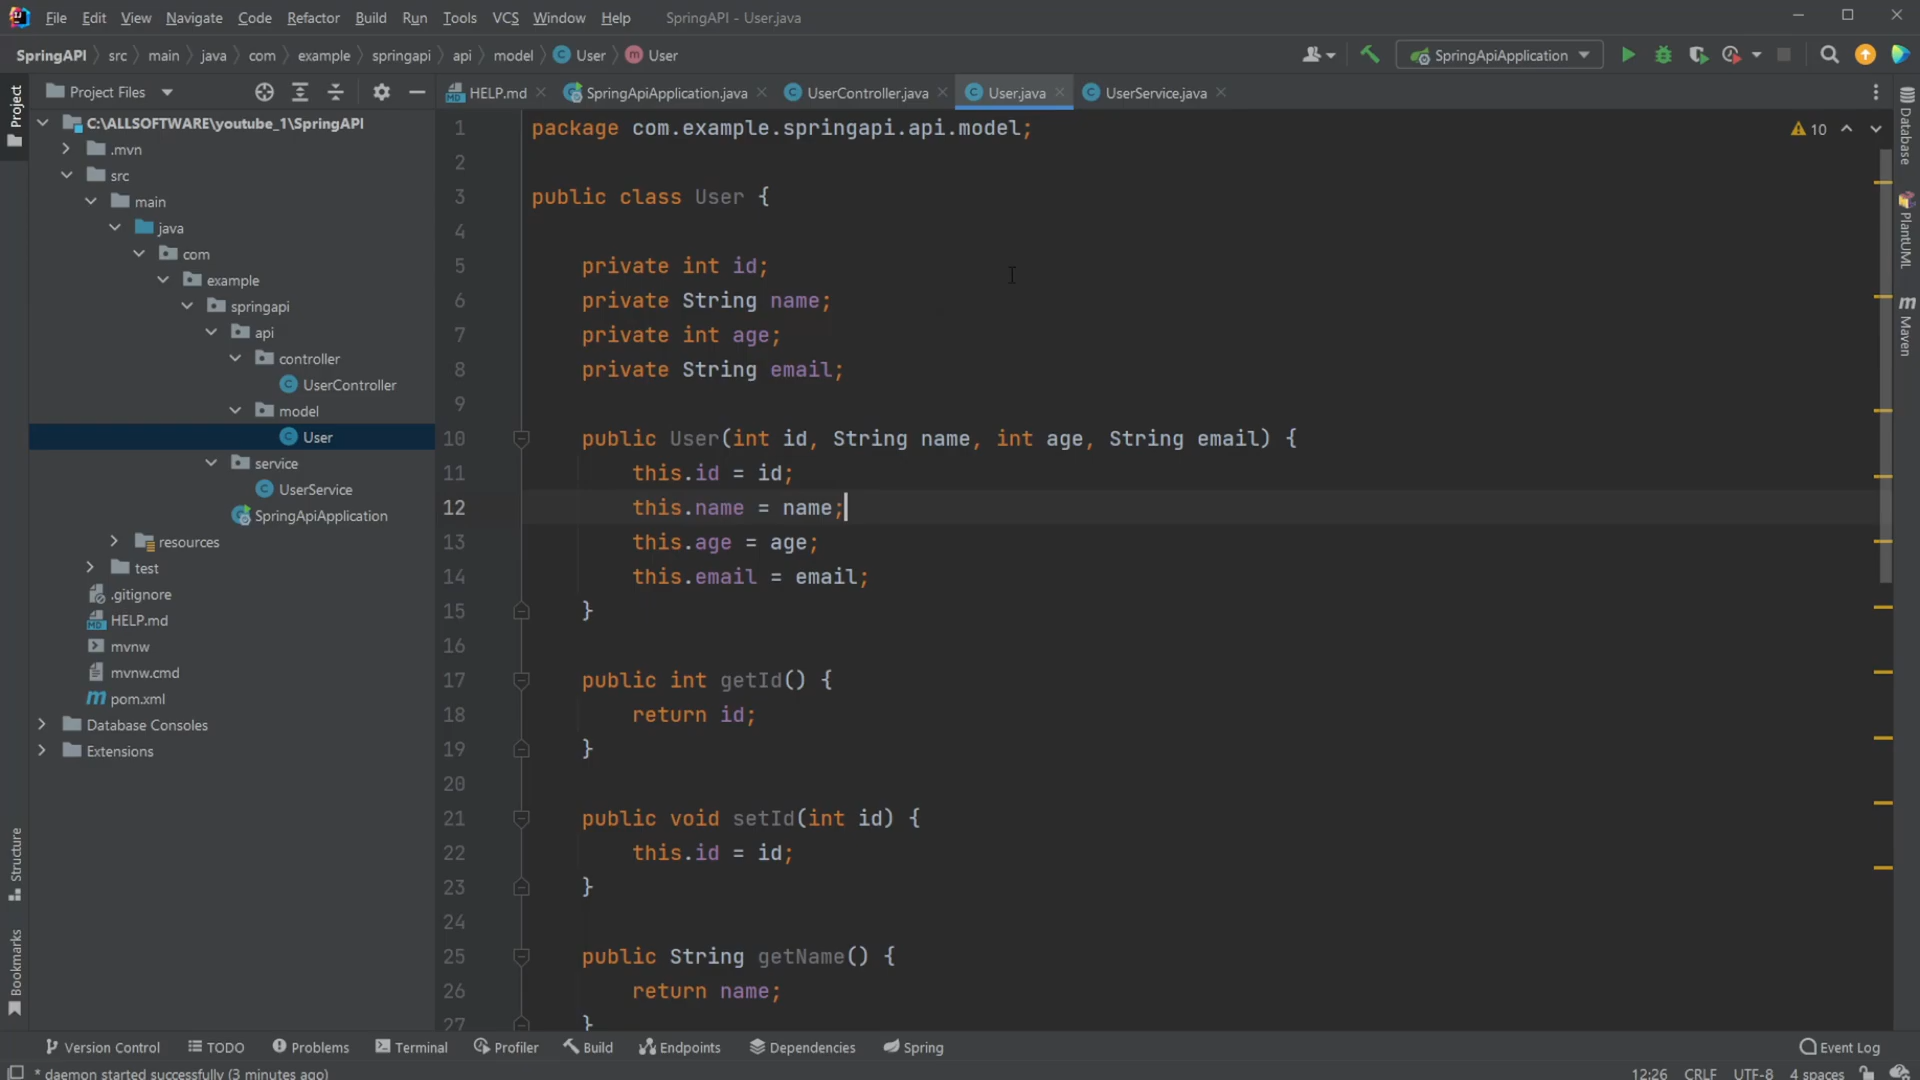 File Edit View Navigate Code Refactor Build Run Tools VCS Window Help SpringAPI - User.java
SpringAPI src main java com example springapi api model User User SpringApiApplication
Project Project Files
HELP.md SpringApiApplication.java UserController.java User.java UserService.java
C:\ALLSOFTWARE\youtube_1\SpringAPI
.mvn
src
main
java
com
example
springapi
api
controller
UserController
model
User
service
UserService
SpringApiApplication
resources
test
.gitignore
HELP.md
mvnw
mvnw.cmd
pom.xml
Database Consoles
Extensions
Structure
Bookmarks
1 package com.example.springapi.api.model;
2
3 public class User {
4
5 private int id;
6 private String name;
7 private int age;
8 private String email;
9
10 public User(int id, String name, int age, String email) {
11 this.id = id;
12 this.name = name;
13 this.age = age;
14 this.email = email;
15 }
16
17 public int getId() {
18 return id;
19 }
20
21 public void setId(int id) {
22 this.id = id;
23 }
24
25 public String getName() {
26 return name;
27 }
10
Database
PlantUML
Maven
Version Control TODO Problems Terminal Profiler Build Endpoints Dependencies Spring Event Log
* daemon started successfully (3 minutes ago) 12:26 CRLF UTF-8 4 spaces